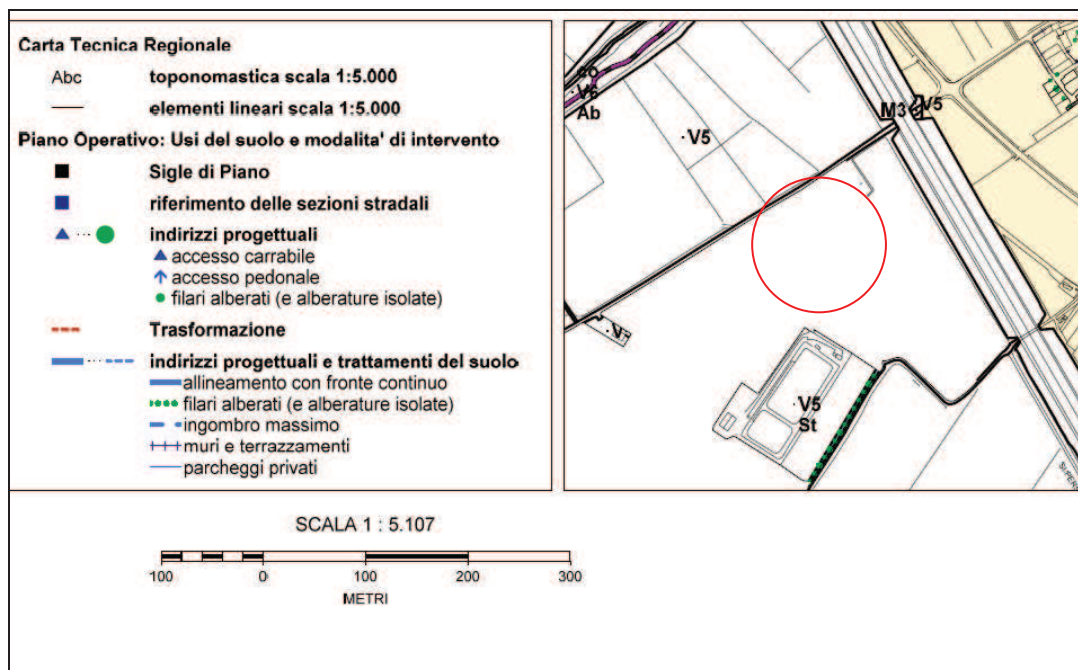 Carta Tecnica Regionale
Abc toponomastica scala 1:5.000
elementi lineari scala 1:5.000
Piano Operativo: Usi del suolo e modalita' di intervento
Sigle di Piano
riferimento delle sezioni stradali
indirizzi progettuali
accesso carrabile
accesso pedonale
filari alberati (e alberature isolate)
Trasformazione
indirizzi progettuali e trattamenti del suolo
allineamento con fronte continuo
filari alberati (e alberature isolate)
ingombro massimo
muri e terrazzamenti
parcheggi privati
V6
Ab
V5
M3
V5
V5
St
SCALA 1 : 5.107
100 0 100 200 300
METRI